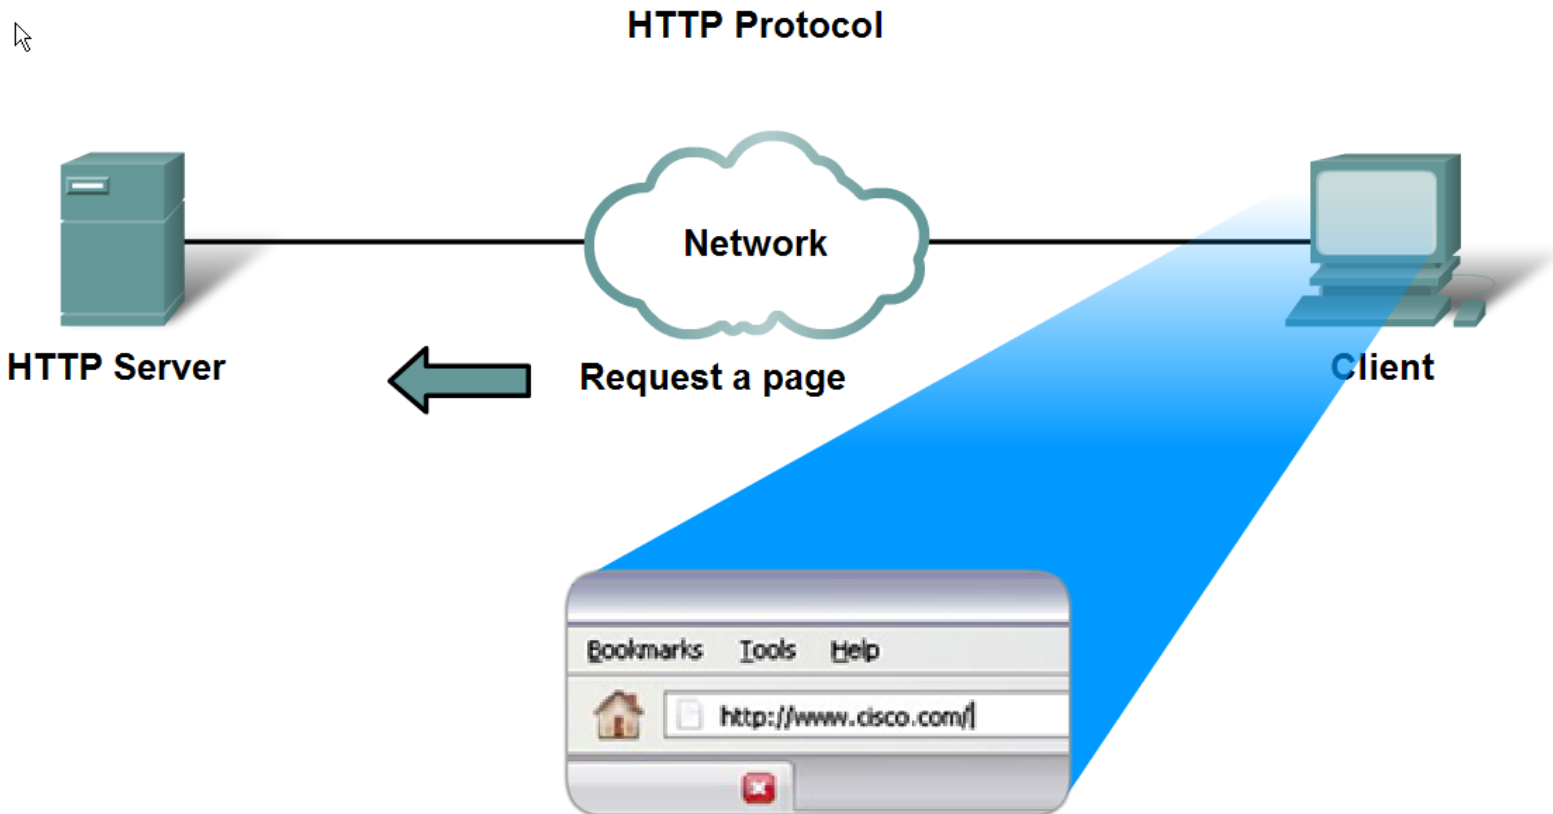 HTTP Protocol
Network
HTTP Server
Request a page
Client
Bookmarks Tools Help
http://www.cisco.com/